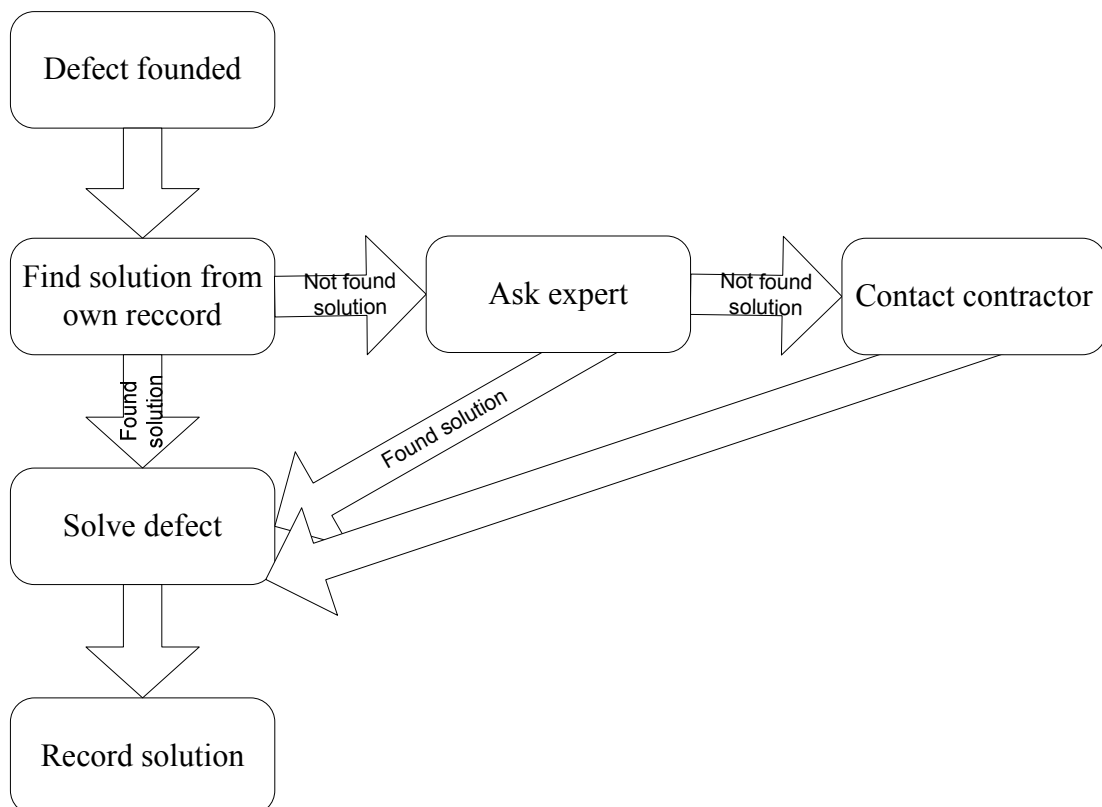 Defect founded
Find solution from
own reccord
Not found
solution
Ask expert
Not found
solution
Contact contractor
Found
solution
Found solution
Solve defect
Record solution